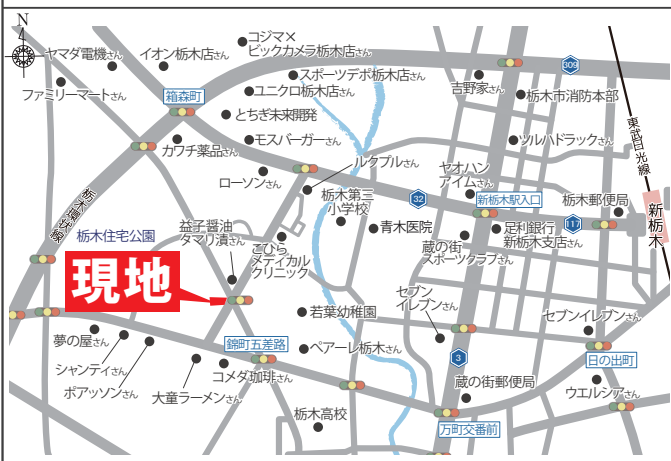 N
コジマ×
ビックカメラ栃木店さん
ヤマダ電機さん
イオン栃木店さん
スポーツデポ栃木店さん
309
ファミリーマートさん
ユニクロ栃木店さん
吉野家さん
箱森町
栃木市消防本部
とちぎ未来開発
東武日光線
カワチ薬品さん
モスバーガーさん
ツルハドラッグさん
ルタブルさん
ローソンさん
ヤオハン
アイムさん
栃木環状線
栃木第三
小学校
32
新栃木駅入口
栃木郵便局
新栃木
117
益子醤油
タマリ漬さん
青木医院
足利銀行
新栃木支店さん
栃木住宅公園
こひら
メディカル
クリニック
蔵の街
スポーツクラブさん
現地
セブン
イレブンさん
若葉幼稚園
セブンイレブンさん
夢の屋さん
錦町五差路
ペアーレ栃木さん
日の出町
シャンティさん
3
ポアッソンさん
コメダ珈琲さん
大童ラーメンさん
蔵の街郵便局
ウエルシアさん
栃木高校
万町交番前